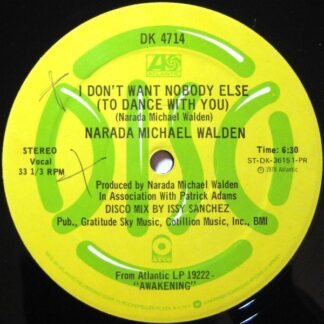 DK 4714
ATLANTIC
I DON'T WANT NOBODY ELSE
(TO DANCE WITH YOU)
(Narada Michael Walden)
NARADA MICHAEL WALDEN
STEREO
Vocal
33 1/3 RPM
Time: 6:30
ST-DK-36151-PR
℗ 1978 Atlantic
Produced by Narada Michael Walden
In Association With Patrick Adams
DISCO MIX BY ISSY SANCHEZ
Pub., Gratitude Sky Music, Cotillion Music, Inc., BMI
DISCO
From Atlantic LP 19222 -
"AWAKENING"